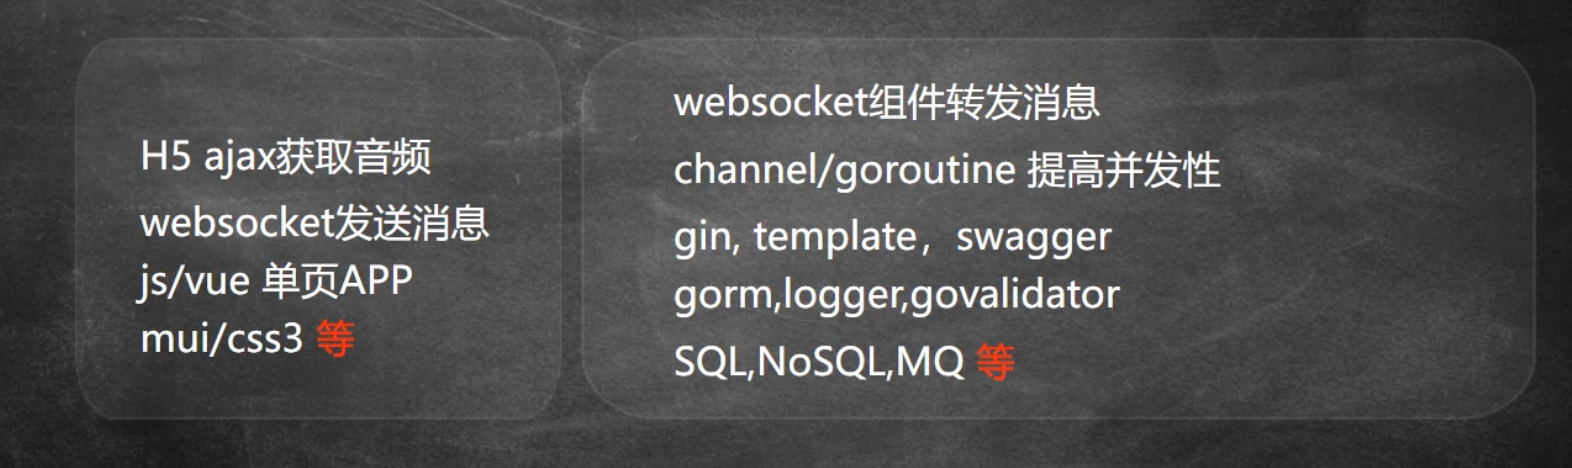 H5 ajax获取音频
websocket发送消息
js/vue 单页APP
mui/css3 等
websocket组件转发消息
channel/goroutine 提高并发性
gin, template，swagger
gorm,logger,govalidator
SQL,NoSQL,MQ 等